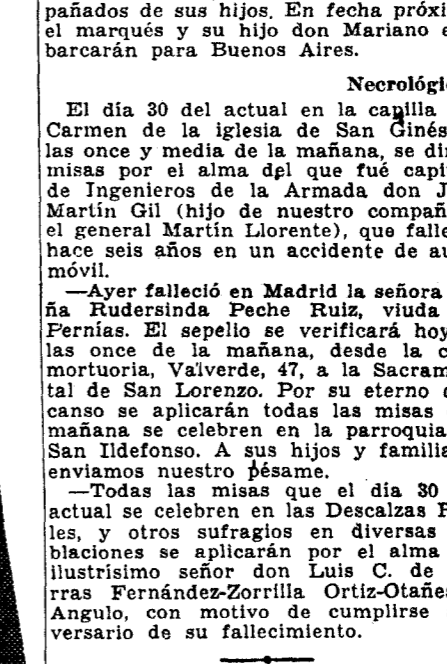 pañados de sus hijos. En fecha próxi
el marqués y su hijo don Mariano e
barcarán para Buenos Aires.
Necrológi
El día 30 del actual en la capilla
Carmen de la iglesia de San Ginés
las once y media de la mañana, se di
misas por el alma del que fué capi
de Ingenieros de la Armada don J
Martín Gil (hijo de nuestro compañ
el general Martín Llorente), que falle
hace seis años en un accidente de au
móvil.
—Ayer falleció en Madrid la señora
ña Rudersinda Peche Ruiz, viuda
Pernías. El sepelio se verificará hoy
las once de la mañana, desde la c
mortuoria, Valverde, 47, a la Sacram
tal de San Lorenzo. Por su eterno
canso se aplicarán todas las misas
mañana se celebren en la parroquia
San Ildefonso. A sus hijos y familia
enviamos nuestro pésame.
—Todas las misas que el día 30
actual se celebren en las Descalzas R
les, y otros sufragios en diversas
blaciones se aplicarán por el alma
ilustrísimo señor don Luis C. de
rras Fernández-Zorrilla Ortiz-Otañe
Angulo, con motivo de cumplirse
versario de su fallecimiento.